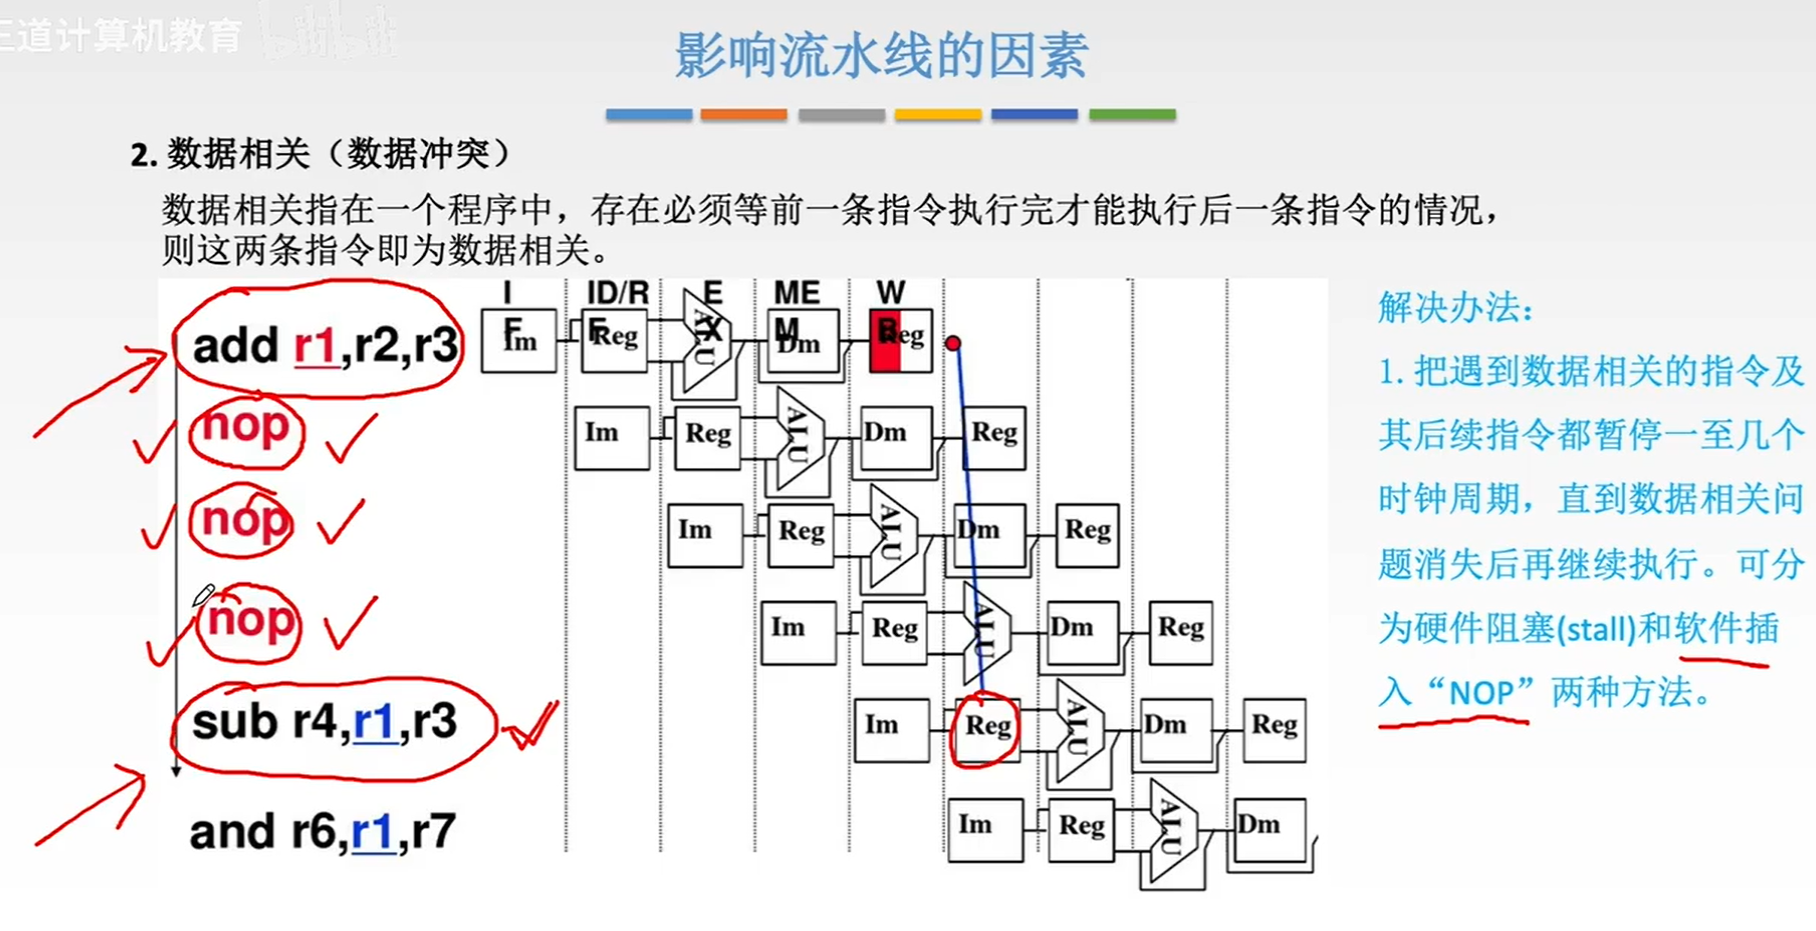 王道计算机教育
bilibili
影响流水线的因素
2. 数据相关（数据冲突）
数据相关指在一个程序中，存在必须等前一条指令执行完才能执行后一条指令的情况，
则这两条指令即为数据相关。
I F ID/R F E X ME M W B
add r1,r2,r3 Im Reg ALU Dm Reg
nop Im Reg ALU Dm Reg
nop Im Reg ALU Dm Reg
nop Im Reg ALU Dm Reg
sub r4,r1,r3 Im Reg ALU Dm Reg
and r6,r1,r7 Im Reg ALU Dm
解决办法：
1. 把遇到数据相关的指令及
其后续指令都暂停一至几个
时钟周期，直到数据相关问
题消失后再继续执行。可分
为硬件阻塞(stall)和软件插
入“NOP”两种方法。